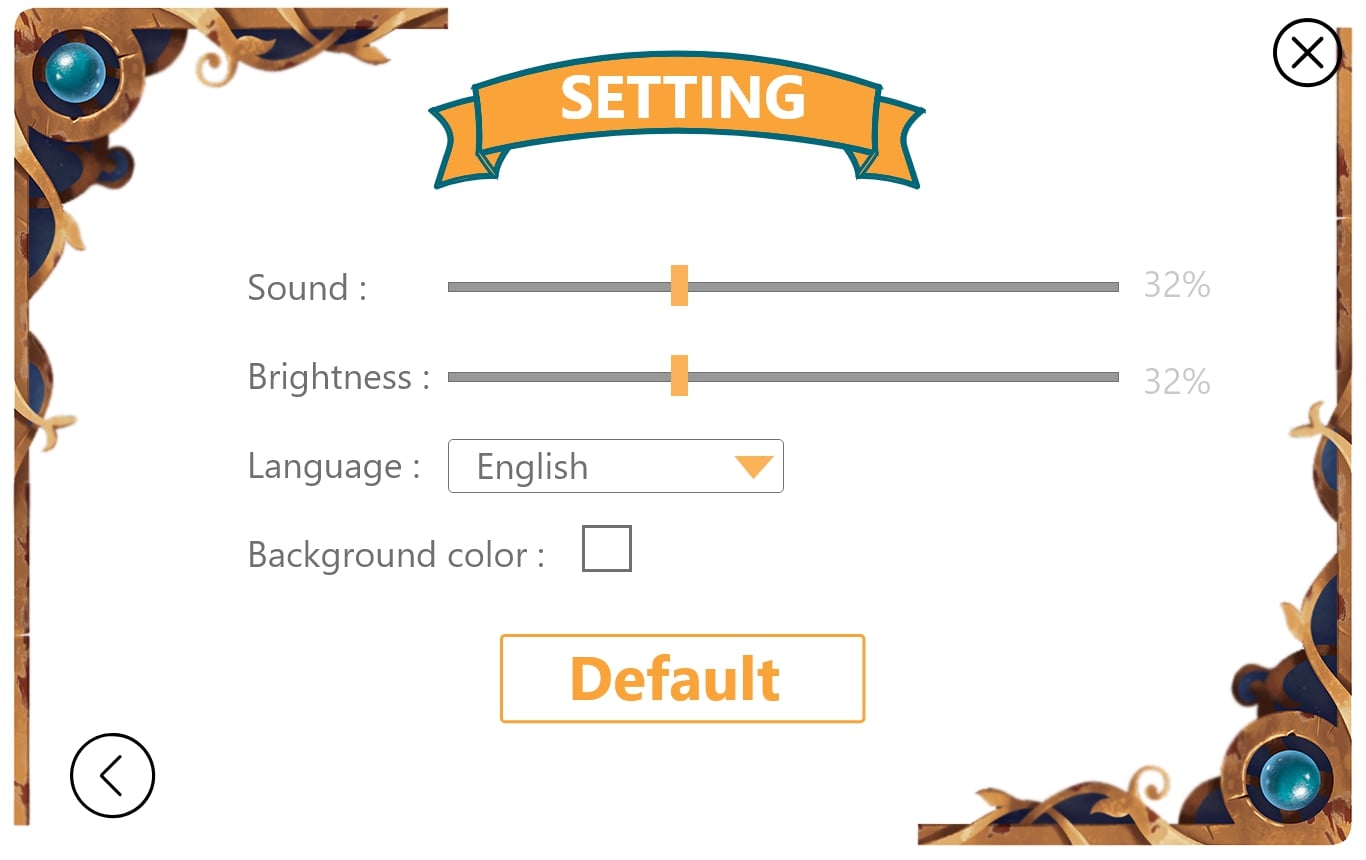 SETTING
Sound : 32%
Brightness : 32%
Language : English
Background color :
Default